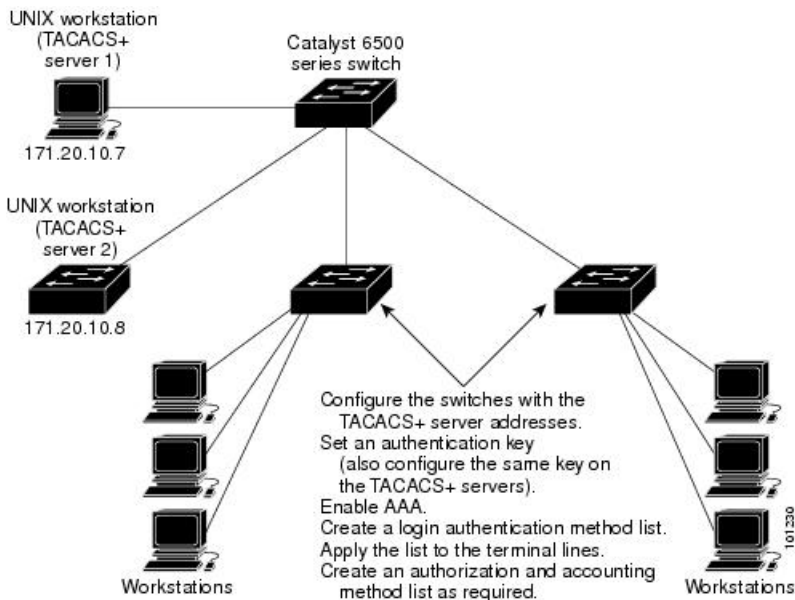 UNIX workstation
(TACACS+
server 1)
171.20.10.7
Catalyst 6500
series switch
UNIX workstation
(TACACS+
server 2)
171.20.10.8
Configure the switches with the
TACACS+ server addresses.
Set an authentication key
(also configure the same key on
the TACACS+ servers).
Enable AAA.
Create a login authentication method list.
Apply the list to the terminal lines.
Create an authorization and accounting
method list as required.
Workstations
Workstations
101230